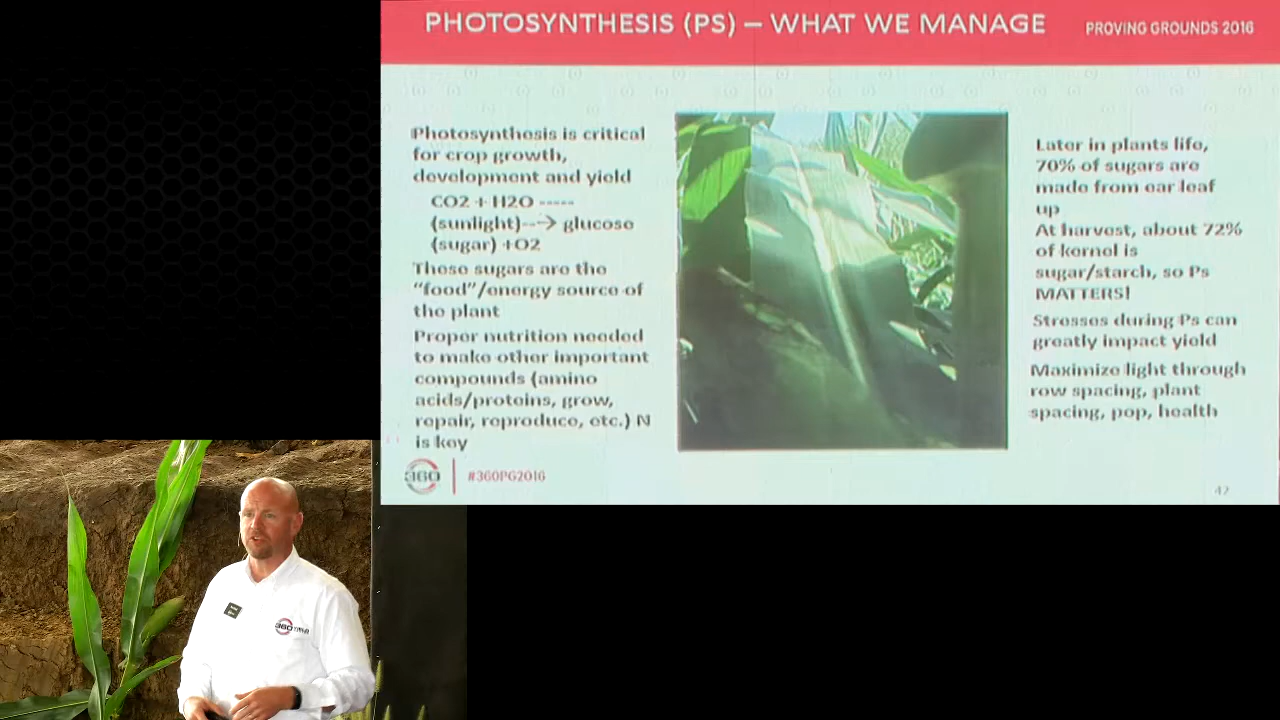 PHOTOSYNTHESIS (PS) – WHAT WE MANAGE
PROVING GROUNDS 2016
Photosynthesis is critical
for crop growth,
development and yield
CO2 + H2O -----
(sunlight)--→ glucose
(sugar) +O2
These sugars are the
"food"/energy source of
the plant
Proper nutrition needed
to make other important
compounds (amino
acids/proteins, grow,
repair, reproduce, etc.) N
is key
Later in plants life,
70% of sugars are
made from ear leaf
up
At harvest, about 72%
of kernel is
sugar/starch, so Ps
MATTERS!
Stresses during Ps can
greatly impact yield
Maximize light through
row spacing, plant
spacing, pop, health
360
#360PG2016
42
360